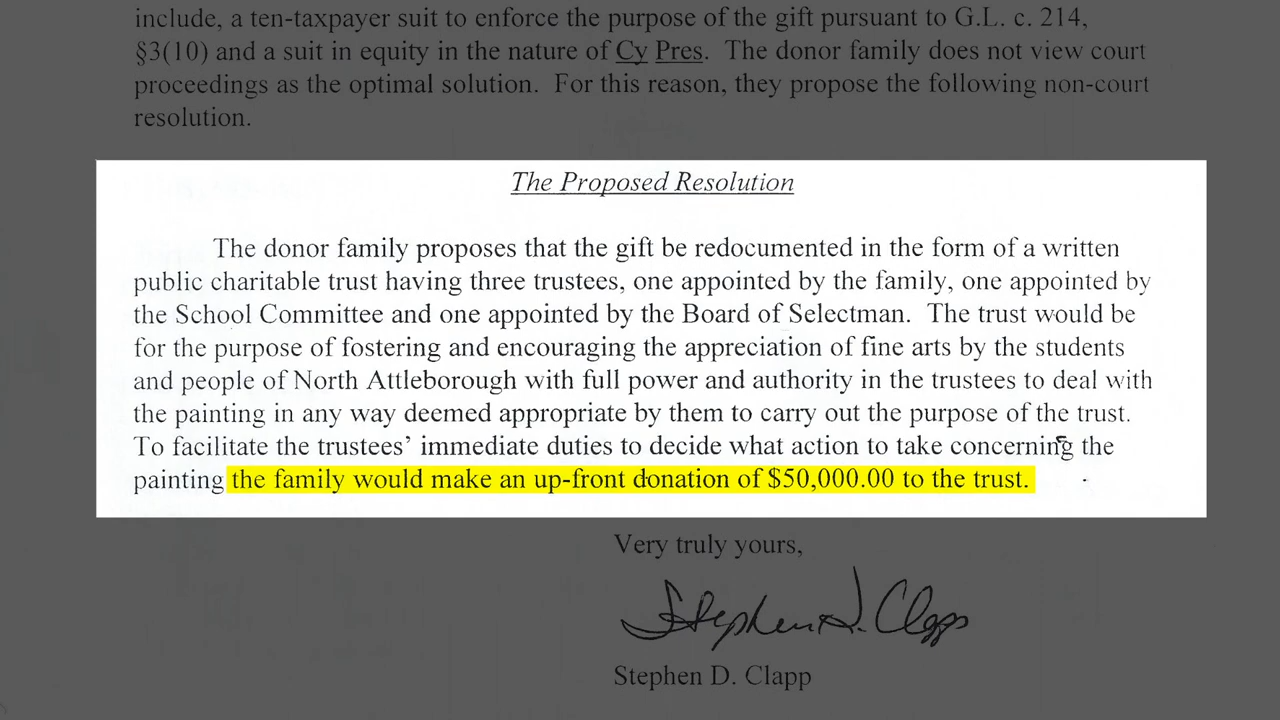 include, a ten-taxpayer suit to enforce the purpose of the gift pursuant to G.L. c. 214,
§3(10) and a suit in equity in the nature of Cy Pres. The donor family does not view court
proceedings as the optimal solution. For this reason, they propose the following non-court
resolution.
The Proposed Resolution
The donor family proposes that the gift be redocumented in the form of a written
public charitable trust having three trustees, one appointed by the family, one appointed by
the School Committee and one appointed by the Board of Selectman. The trust would be
for the purpose of fostering and encouraging the appreciation of fine arts by the students
and people of North Attleborough with full power and authority in the trustees to deal with
the painting in any way deemed appropriate by them to carry out the purpose of the trust.
To facilitate the trustees' immediate duties to decide what action to take concerning the
painting the family would make an up-front donation of $50,000.00 to the trust.
Very truly yours,
Stephen D. Clapp
Stephen D. Clapp